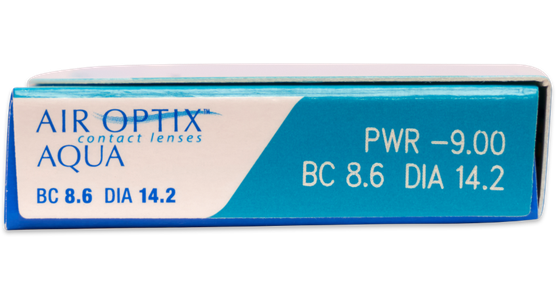 AIR OPTIX™
contact lenses
AQUA
BC 8.6 DIA 14.2
PWR -9.00
BC 8.6 DIA 14.2